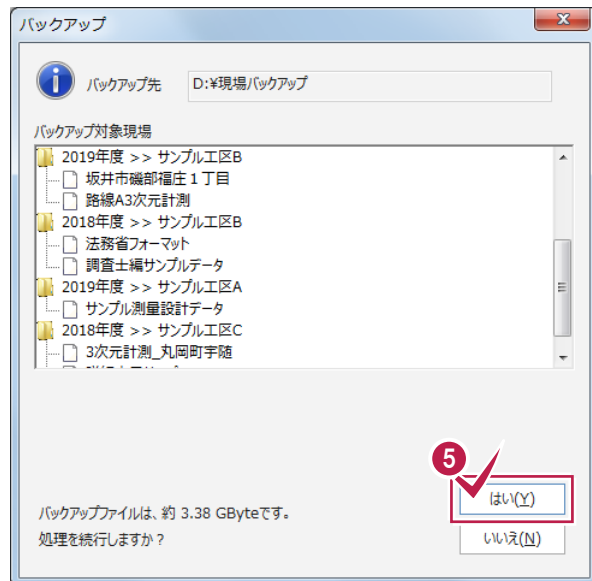 バックアップ
バックアップ先 D:¥現場バックアップ
バックアップ対象現場
2019年度 >> サンプル工区B
坂井市磯部福庄１丁目
路線A3次元計測
2018年度 >> サンプル工区B
法務省フォーマット
調査士編サンプルデータ
2019年度 >> サンプル工区A
サンプル測量設計データ
2018年度 >> サンプル工区C
3次元計測_丸岡町宇随
5
はい(Y)
バックアップファイルは、約 3.38 GByteです。
処理を続行しますか？
いいえ(N)